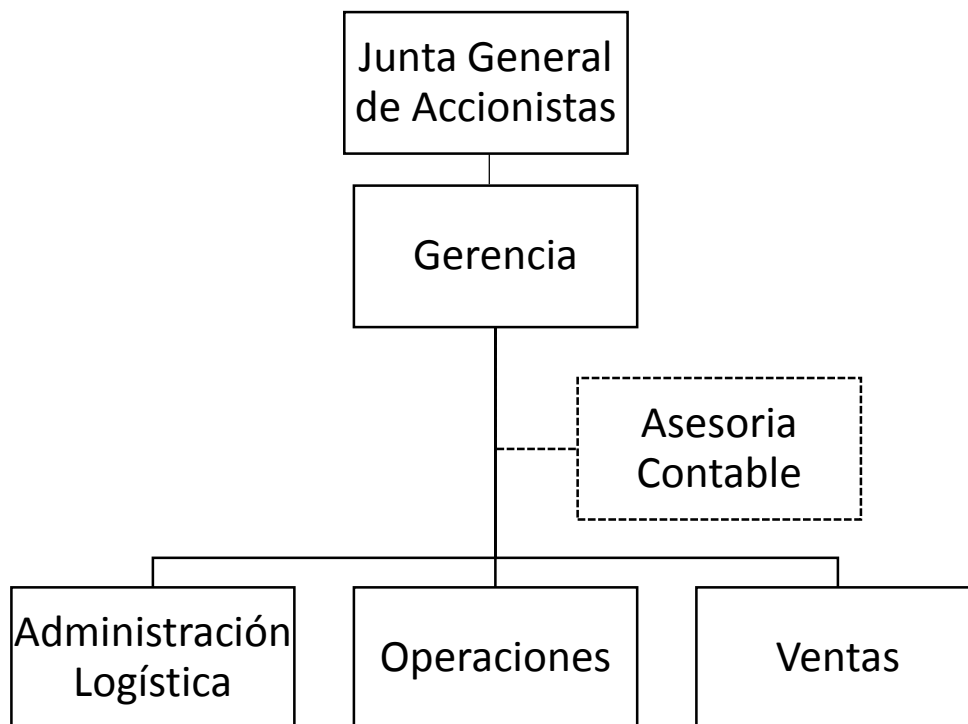 Junta General
de Accionistas
Gerencia
Asesoria
Contable
Administración
Logística
Operaciones
Ventas